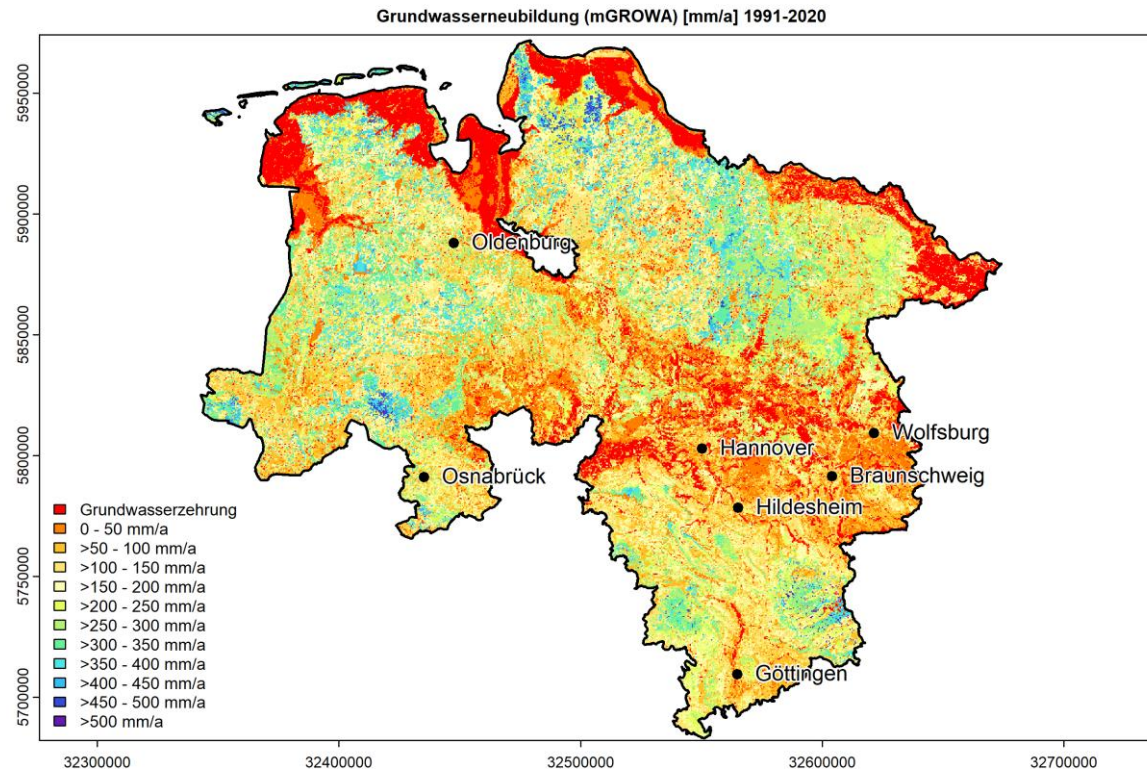 Grundwasserneubildung (mGROWA) [mm/a] 1991-2020
5950000
5900000
5850000
5800000
5750000
5700000
Oldenburg
Wolfsburg
Hannover
Osnabrück
Braunschweig
Hildesheim
Göttingen
Grundwasserzehrung
0 - 50 mm/a
>50 - 100 mm/a
>100 - 150 mm/a
>150 - 200 mm/a
>200 - 250 mm/a
>250 - 300 mm/a
>300 - 350 mm/a
>350 - 400 mm/a
>400 - 450 mm/a
>450 - 500 mm/a
>500 mm/a
32300000 32400000 32500000 32600000 32700000